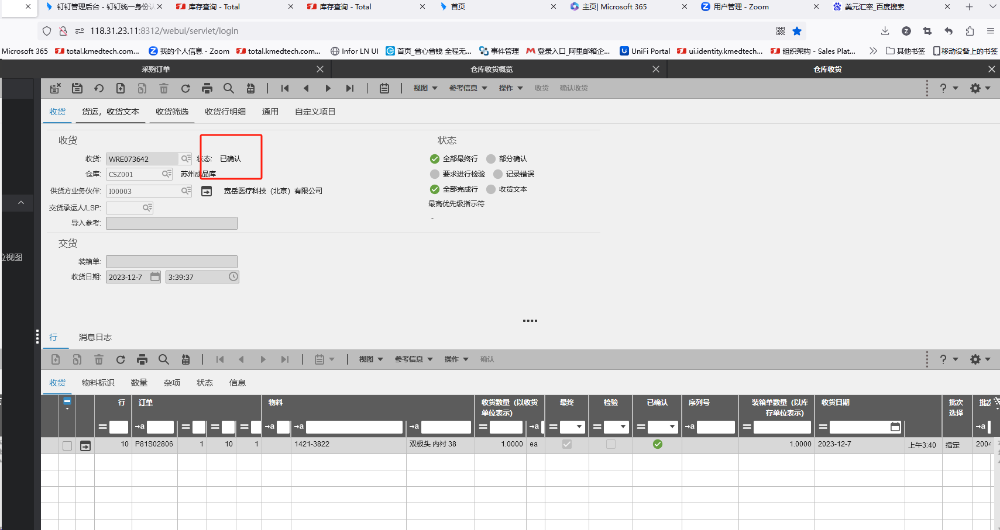 钉钉管理后台 - 钉钉统一身份认
库存查询 - Total
库存查询 - Total
首页
主页| Microsoft 365
用户管理 - Zoom
美元汇率_百度搜索
118.31.23.11:8312/webui/servlet/login
Microsoft 365
total.kmedtech.com...
我的个人信息 - Zoom
total.kmedtech.com...
Infor LN UI
首页_省心省钱 全程无...
事件管理
登录入口_阿里邮箱企...
UniFi Portal
ui.identity.kmedtech...
组织架构 - Sales Plat...
其他书签
移动设备上的书签
采购订单
仓库收货概览
仓库收货
视图
参考信息
操作
收货
确认收货
收货
货运，收货文本
收货筛选
收货行明细
通用
自定义项目
收货
收货: WRE073642 状态: 已确认
仓库: CSZ001 苏州成品库
供货方业务伙伴: I00003 宽岳医疗科技（北京）有限公司
交货承运人/LSP:
导入参考:
状态
全部最终行 部分确认
要求进行检验 记录错误
全部完成行 收货文本
最高优先级指示符
-
交货
装箱单:
收货日期: 2023-12-7 3:39:37
位视图
行
消息日志
视图
参考信息
操作
确认
收货
物料标识
数量
杂项
状态
信息
行 订单 物料 收货数量（以收货单位表示） 最终 检验 已确认 序列号 装箱单数量（以库存单位表示） 收货日期 批次选择 批次
10 P81S02806 1 10 1 1421-3822 双极头 内衬 38 1.0000 ea 1.0000 2023-12-7 上午3:40 指定 2004